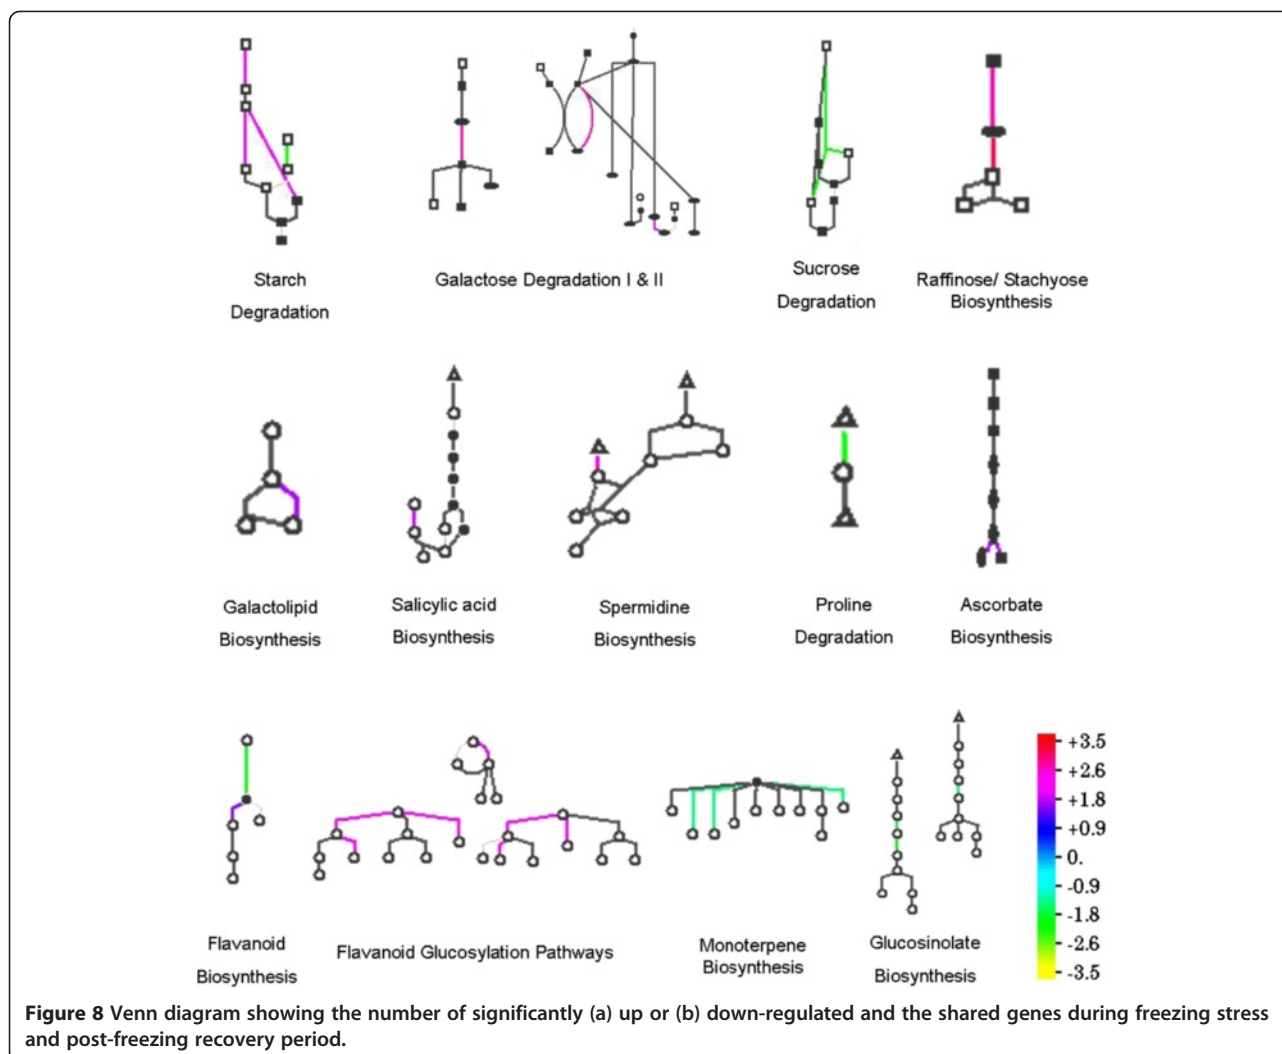 Starch
Degradation
Galactose Degradation I & II
Sucrose
Degradation
Raffinose/ Stachyose
Biosynthesis
Galactolipid
Biosynthesis
Salicylic acid
Biosynthesis
Spermidine
Biosynthesis
Proline
Degradation
Ascorbate
Biosynthesis
Flavanoid
Biosynthesis
Flavanoid Glucosylation Pathways
Monoterpene
Biosynthesis
Glucosinolate
Biosynthesis
+3.5
+2.6
+1.8
+0.9
0.
-0.9
-1.8
-2.6
-3.5
Figure 8 Venn diagram showing the number of significantly (a) up or (b) down-regulated and the shared genes during freezing stress
and post-freezing recovery period.